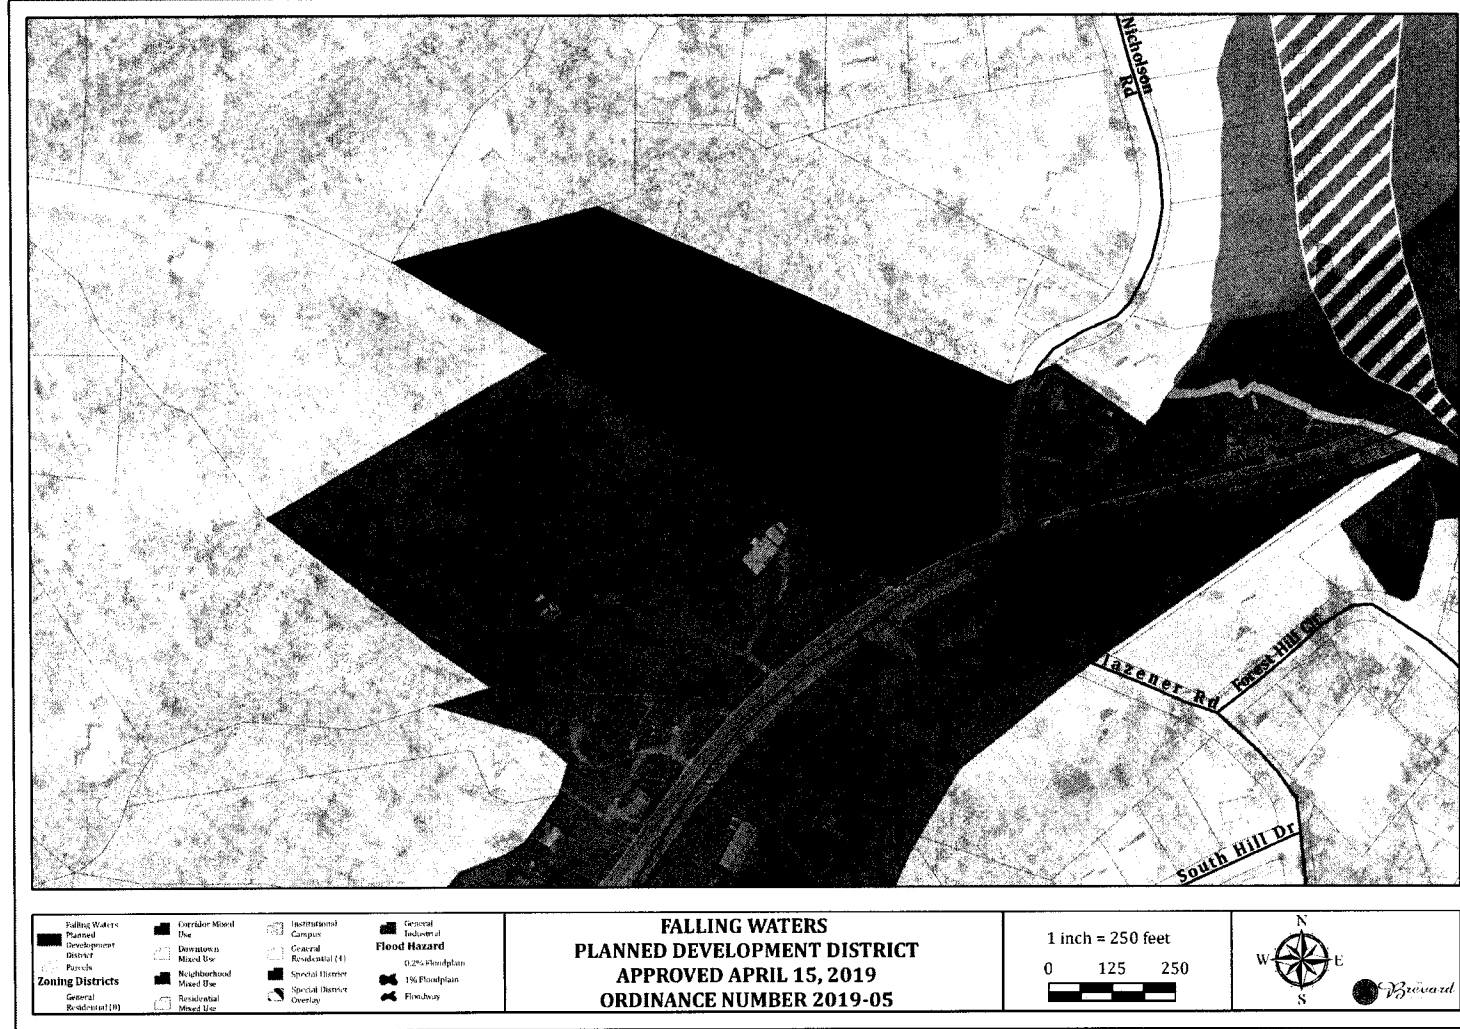 Nicholson
Rd
lazener Rd
Forest Hill Cir
South Hill Dr
Falling Waters
Planned
Development
District
Parcels
Zoning Districts
General
Residential (8)
Corridor Mixed
Use
Downtown
Mixed Use
Neighborhood
Mixed Use
Residential
Mixed Use
Institutional
Campus
General
Residential (4)
Special District
Special District
Overlay
General
Industrial
Flood Hazard
0.2% Floodplain
1% Floodplain
Floodway
FALLING WATERS
PLANNED DEVELOPMENT DISTRICT
APPROVED APRIL 15, 2019
ORDINANCE NUMBER 2019-05
1 inch = 250 feet
0 125 250
N
W E
S
Brevard